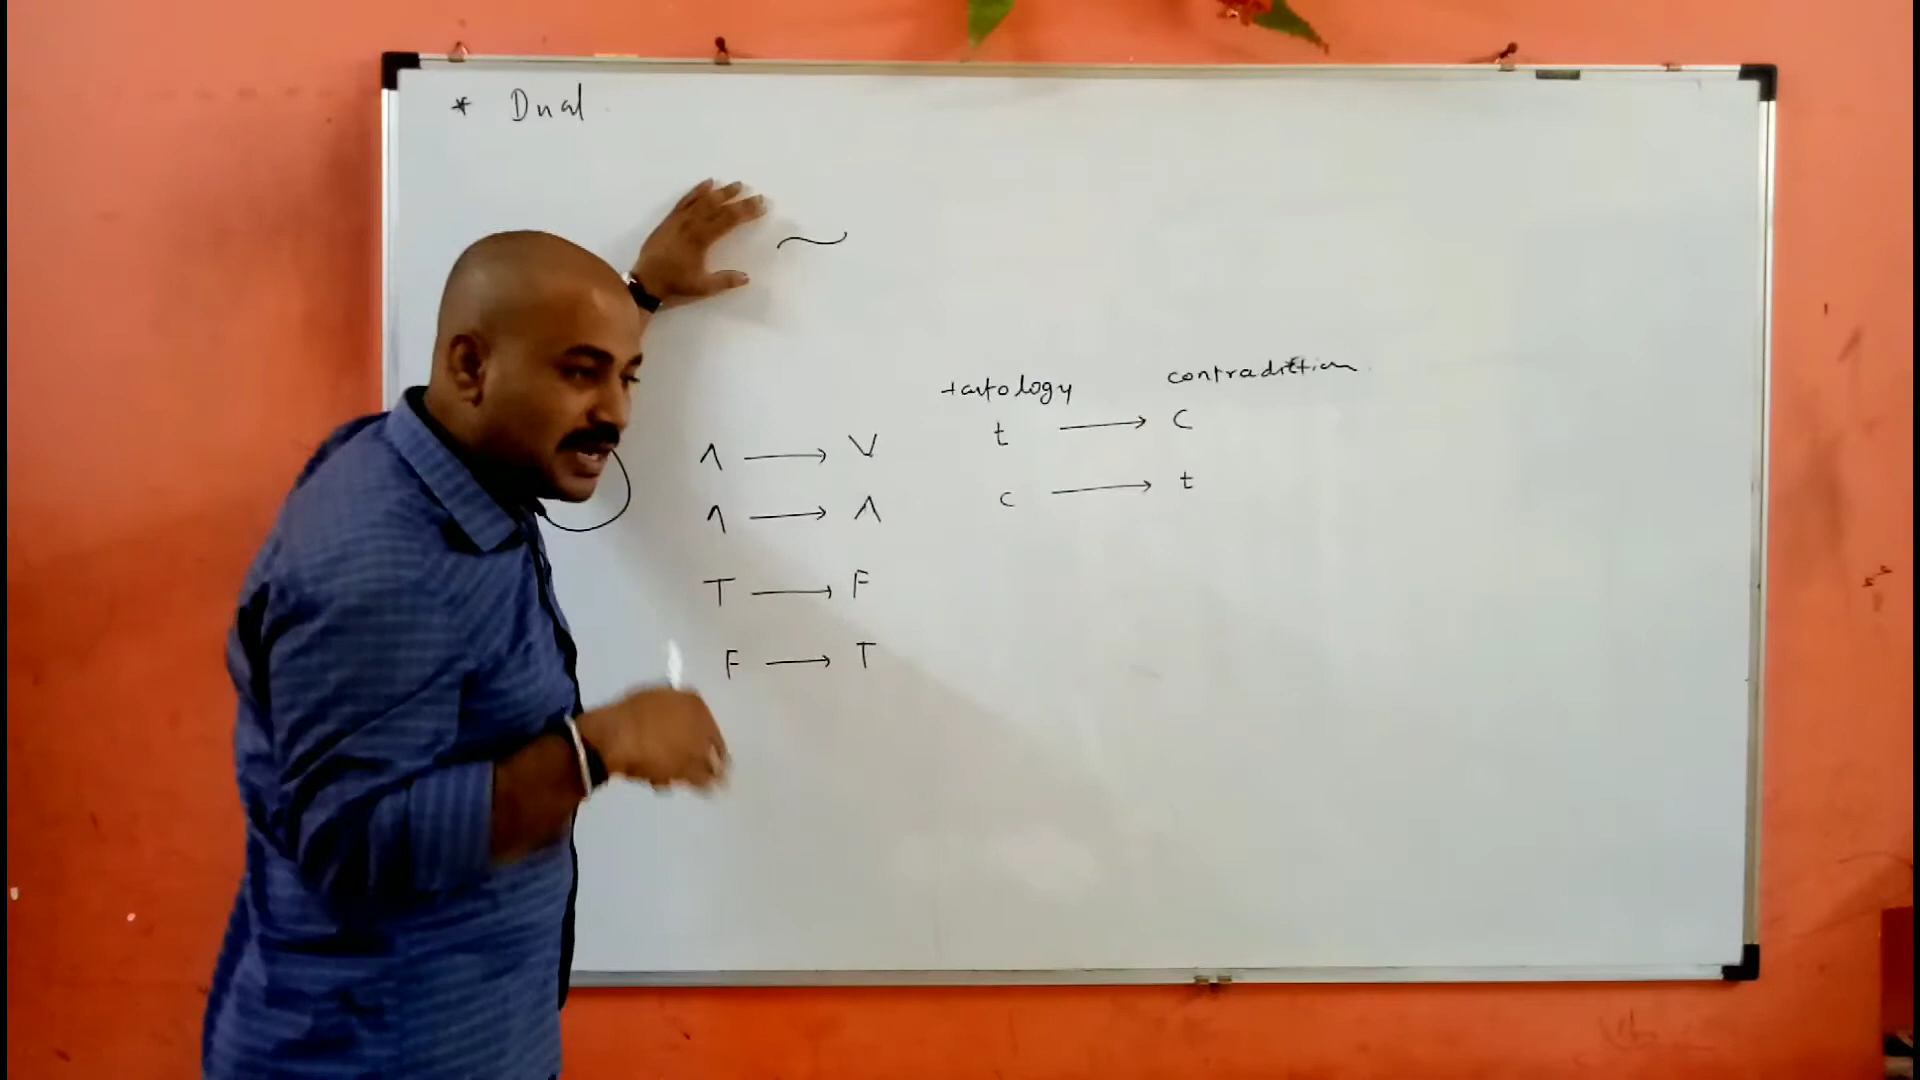 * Dual
~
tautology contradiction
∧ → ∨ t → c
∧ → ∧ c → t
T → F
F → T